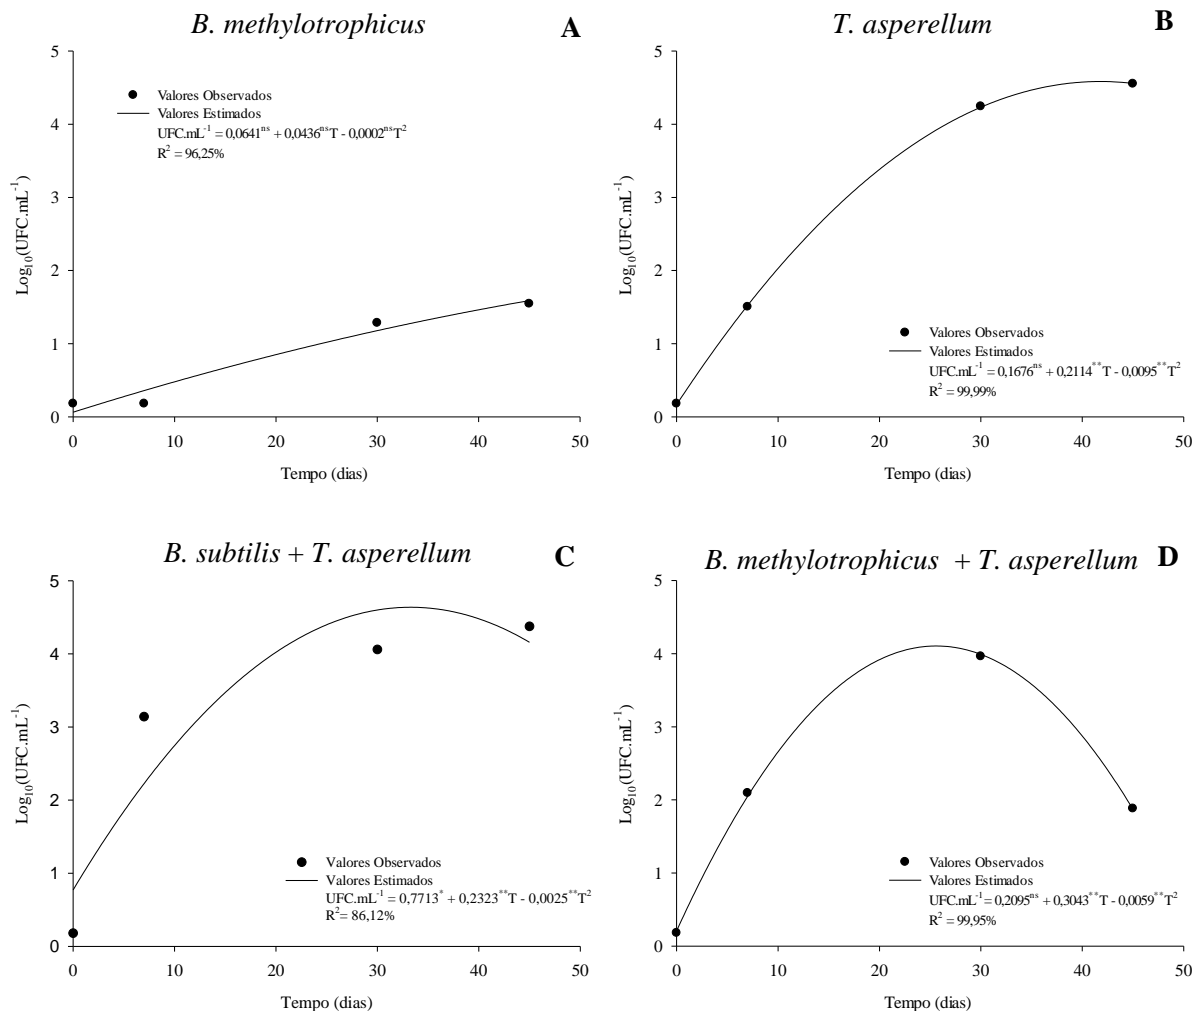 B. methylotrophicus A
5
4
3
2
1
0
Log10(UFC.mL-1)
Valores Observados
Valores Estimados
UFC.mL-1 = 0,0641ns + 0,0436nsT - 0,0002nsT2
R2 = 96,25%
0 10 20 30 40 50
Tempo (dias)
T. asperellum B
5
4
3
2
1
0
Log10(UFC.mL-1)
Valores Observados
Valores Estimados
UFC.mL-1 = 0,1676ns + 0,2114**T - 0,0095**T2
R2 = 99,99%
0 10 20 30 40 50
Tempo (dias)
B. subtilis + T. asperellum C
5
4
3
2
1
0
Log10(UFC.mL-1)
Valores Observados
Valores Estimados
UFC.mL-1 = 0,7713* + 0,2323**T - 0,0025**T2
R2= 86,12%
0 10 20 30 40 50
Tempo (dias)
B. methylotrophicus + T. asperellum D
5
4
3
2
1
0
Log10(UFC.mL-1)
Valores Observados
Valores Estimados
UFC.mL-1 = 0,2095ns + 0,3043**T - 0,0059**T2
R2 = 99,95%
0 10 20 30 40 50
Tempo (dias)